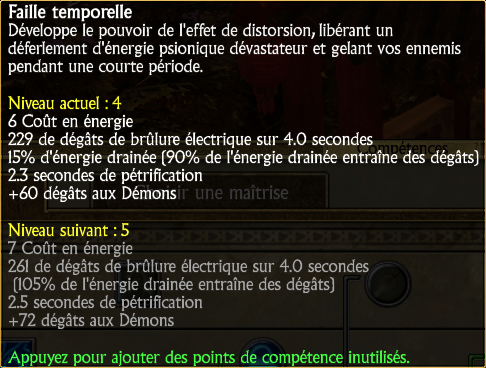 Faille temporelle
Développe le pouvoir de l'effet de distorsion, libérant un
déferlement d'énergie psionique dévastateur et gelant vos ennemis
pendant une courte période.
Niveau actuel : 4
6 Coût en énergie
229 de dégâts de brûlure électrique sur 4.0 secondes
Compétences
15% d'énergie drainée (90% de l'énergie drainée entraîne des dégâts)
2.3 secondes de pétrification
+60 dégâts aux Démons
une maîtrise
Niveau suivant : 5
7 Coût en énergie
261 de dégâts de brûlure électrique sur 4.0 secondes
(105% de l'énergie drainée entraîne des dégâts)
2.5 secondes de pétrification
+72 dégâts aux Démons
Appuyez pour ajouter des points de compétence inutilisés.